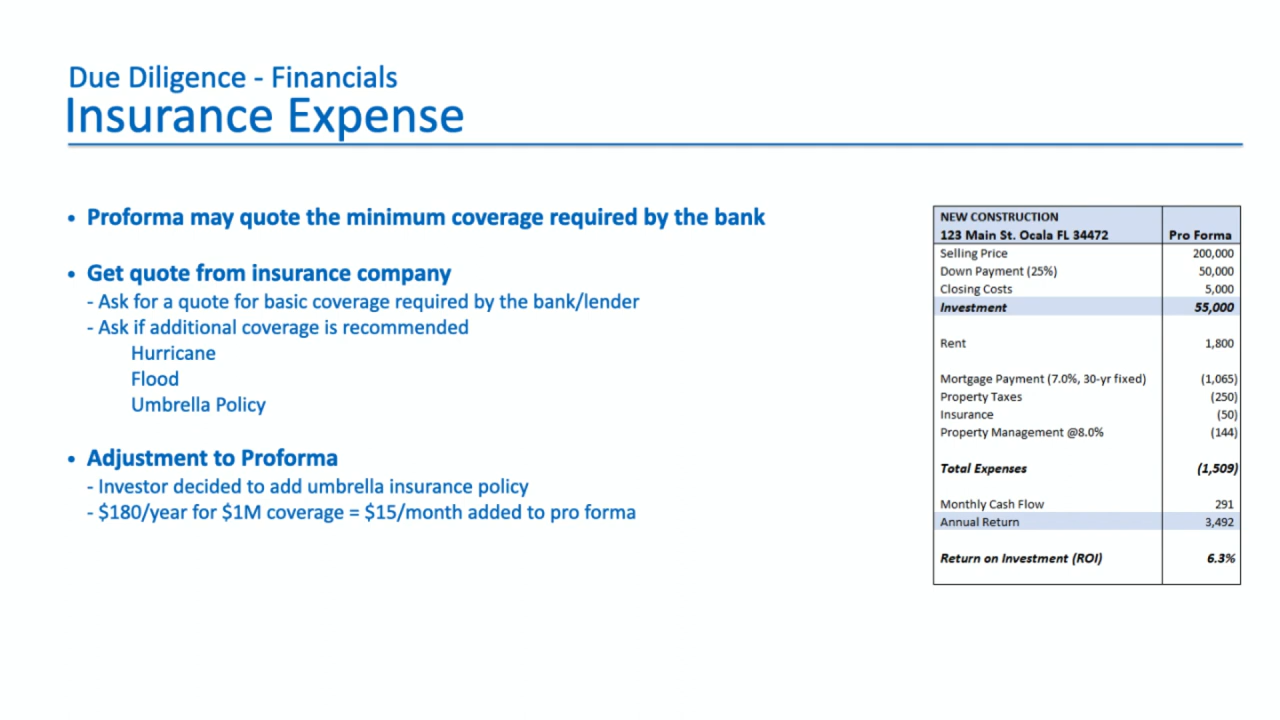 Due Diligence - Financials
Insurance Expense
• Proforma may quote the minimum coverage required by the bank
• Get quote from insurance company
- Ask for a quote for basic coverage required by the bank/lender
- Ask if additional coverage is recommended
Hurricane
Flood
Umbrella Policy
• Adjustment to Proforma
- Investor decided to add umbrella insurance policy
- $180/year for $1M coverage = $15/month added to pro forma
NEW CONSTRUCTION
123 Main St. Ocala FL 34472 Pro Forma
Selling Price 200,000
Down Payment (25%) 50,000
Closing Costs 5,000
Investment 55,000
Rent 1,800
Mortgage Payment (7.0%, 30-yr fixed) (1,065)
Property Taxes (250)
Insurance (50)
Property Management @8.0% (144)
Total Expenses (1,509)
Monthly Cash Flow 291
Annual Return 3,492
Return on Investment (ROI) 6.3%